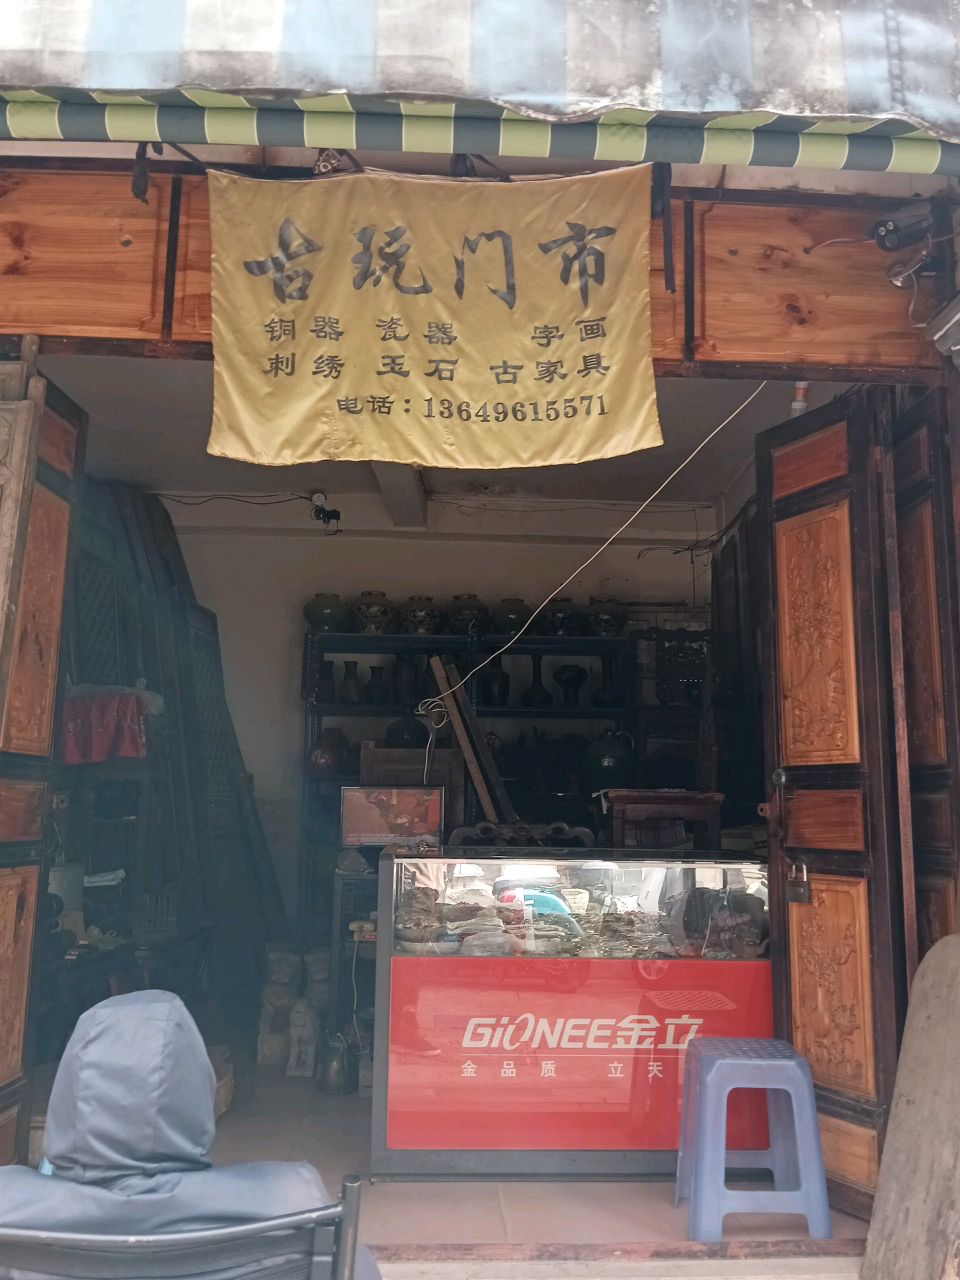 古玩门市
铜器 瓷器 字画
刺绣 玉石 古家具
电话：13649615571
GiONEE金立
金品质 立天